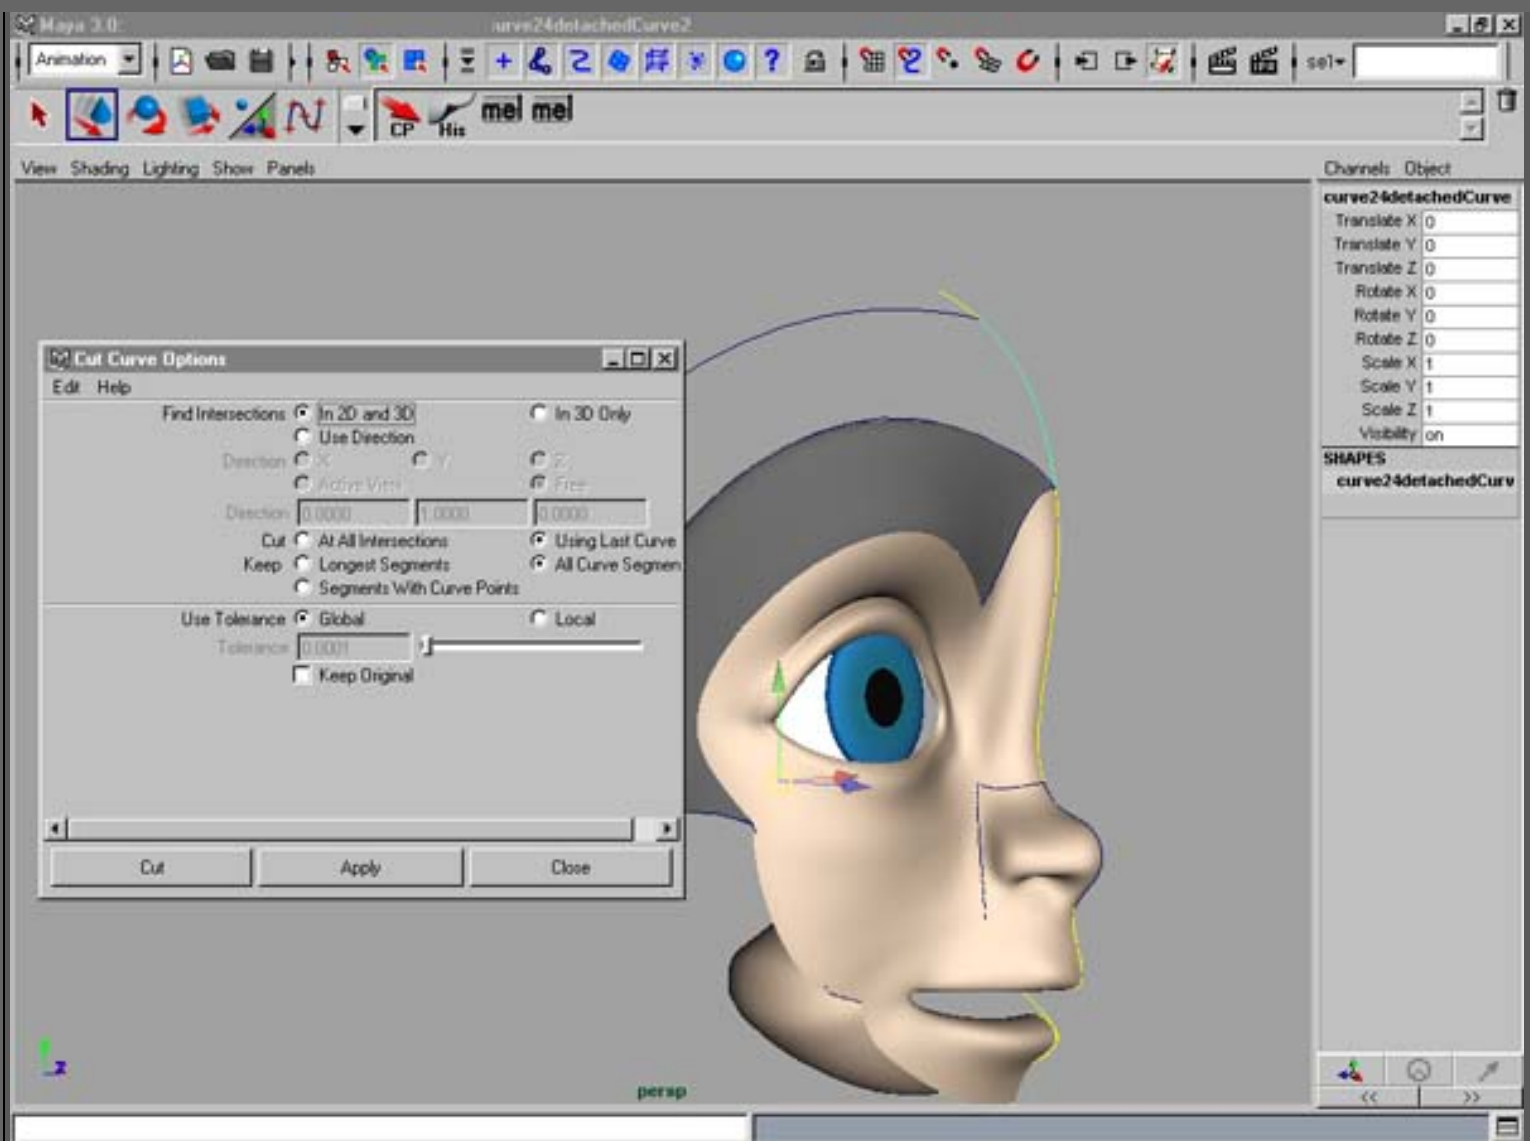 Maya 3.0: urve24detachedCurve2
Animation ? sel
CP His mel mel
View Shading Lighting Show Panels
Channels Object
curve24detachedCurve
Translate X 0
Translate Y 0
Translate Z 0
Rotate X 0
Rotate Y 0
Rotate Z 0
Scale X 1
Scale Y 1
Scale Z 1
Visibility on
SHAPES
curve24detachedCurv
Cut Curve Options
Edit Help
Find Intersections In 2D and 3D In 3D Only
Use Direction
Direction X Y Z
Active View Free
Direction 0.0000 1.0000 0.0000
Cut At All Intersections Using Last Curve
Keep Longest Segments All Curve Segmen
Segments With Curve Points
Use Tolerance Global Local
Tolerance 0.0001
Keep Original
Cut Apply Close
z
persp
<< >>